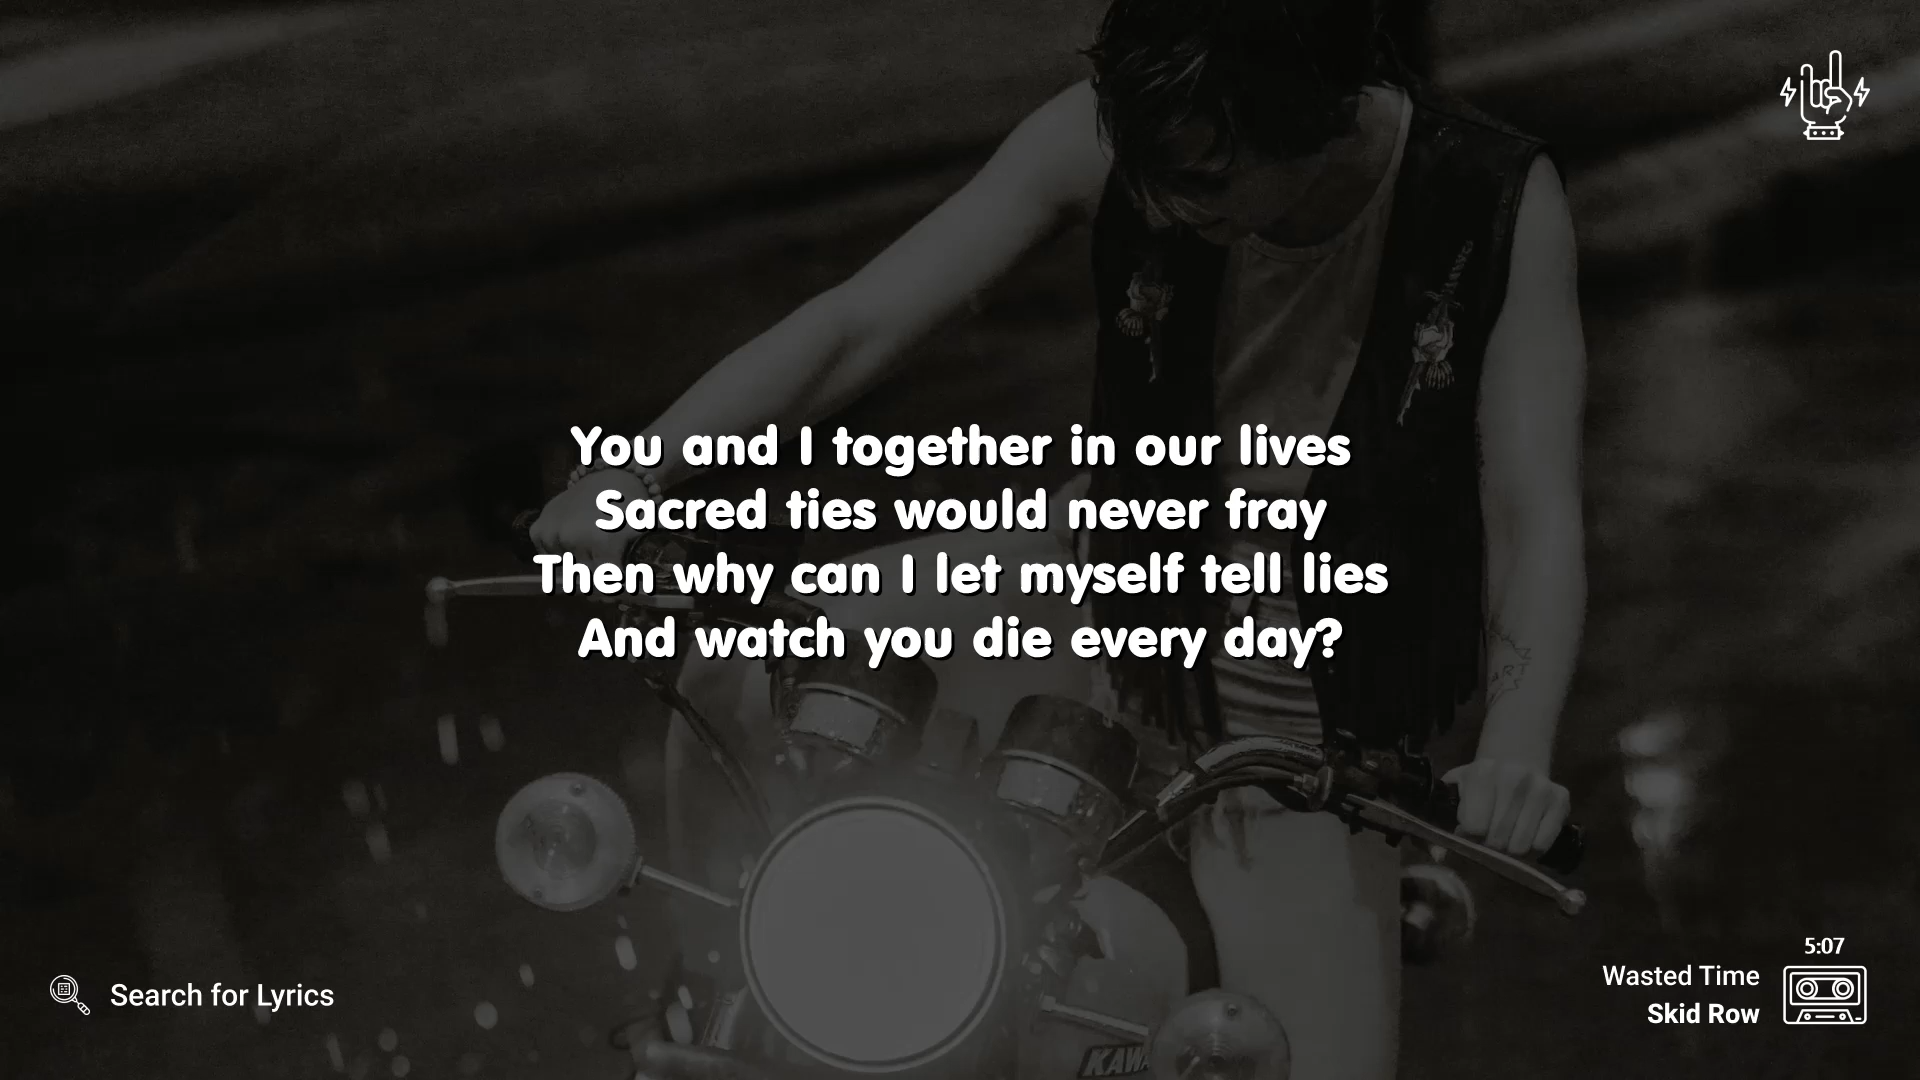 You and I together in our lives
Sacred ties would never fray
Then why can I let myself tell lies
And watch you die every day?
Search for Lyrics
5:07
Wasted Time
Skid Row
KAW